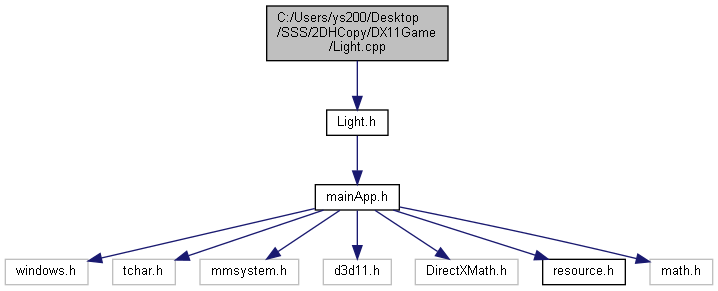 C:/Users/ys200/Desktop
/SSS/2DHCopy/DX11Game
/Light.cpp
Light.h
mainApp.h
windows.h
tchar.h
mmsystem.h
d3d11.h
DirectXMath.h
resource.h
math.h